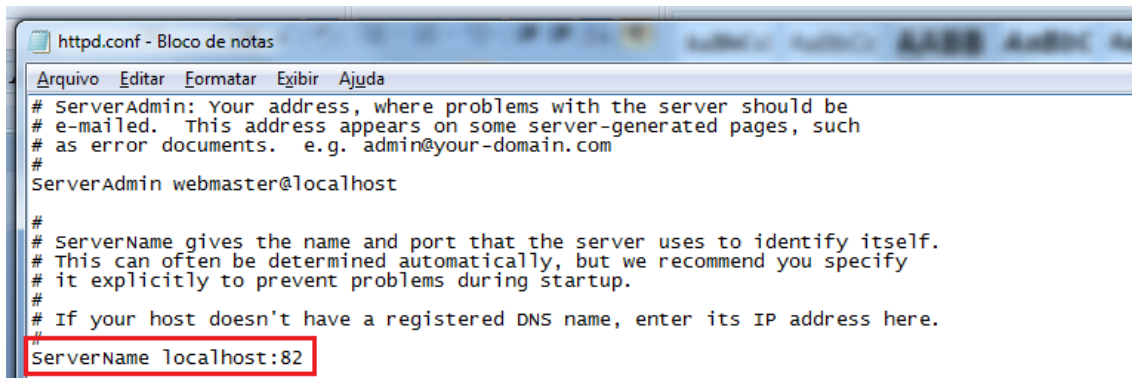 httpd.conf - Bloco de notas
Arquivo Editar Formatar Exibir Ajuda
# ServerAdmin: Your address, where problems with the server should be
# e-mailed.  This address appears on some server-generated pages, such
# as error documents.  e.g. admin@your-domain.com
#
ServerAdmin webmaster@localhost
#
# ServerName gives the name and port that the server uses to identify itself.
# This can often be determined automatically, but we recommend you specify
# it explicitly to prevent problems during startup.
#
# If your host doesn't have a registered DNS name, enter its IP address here.
#
ServerName localhost:82